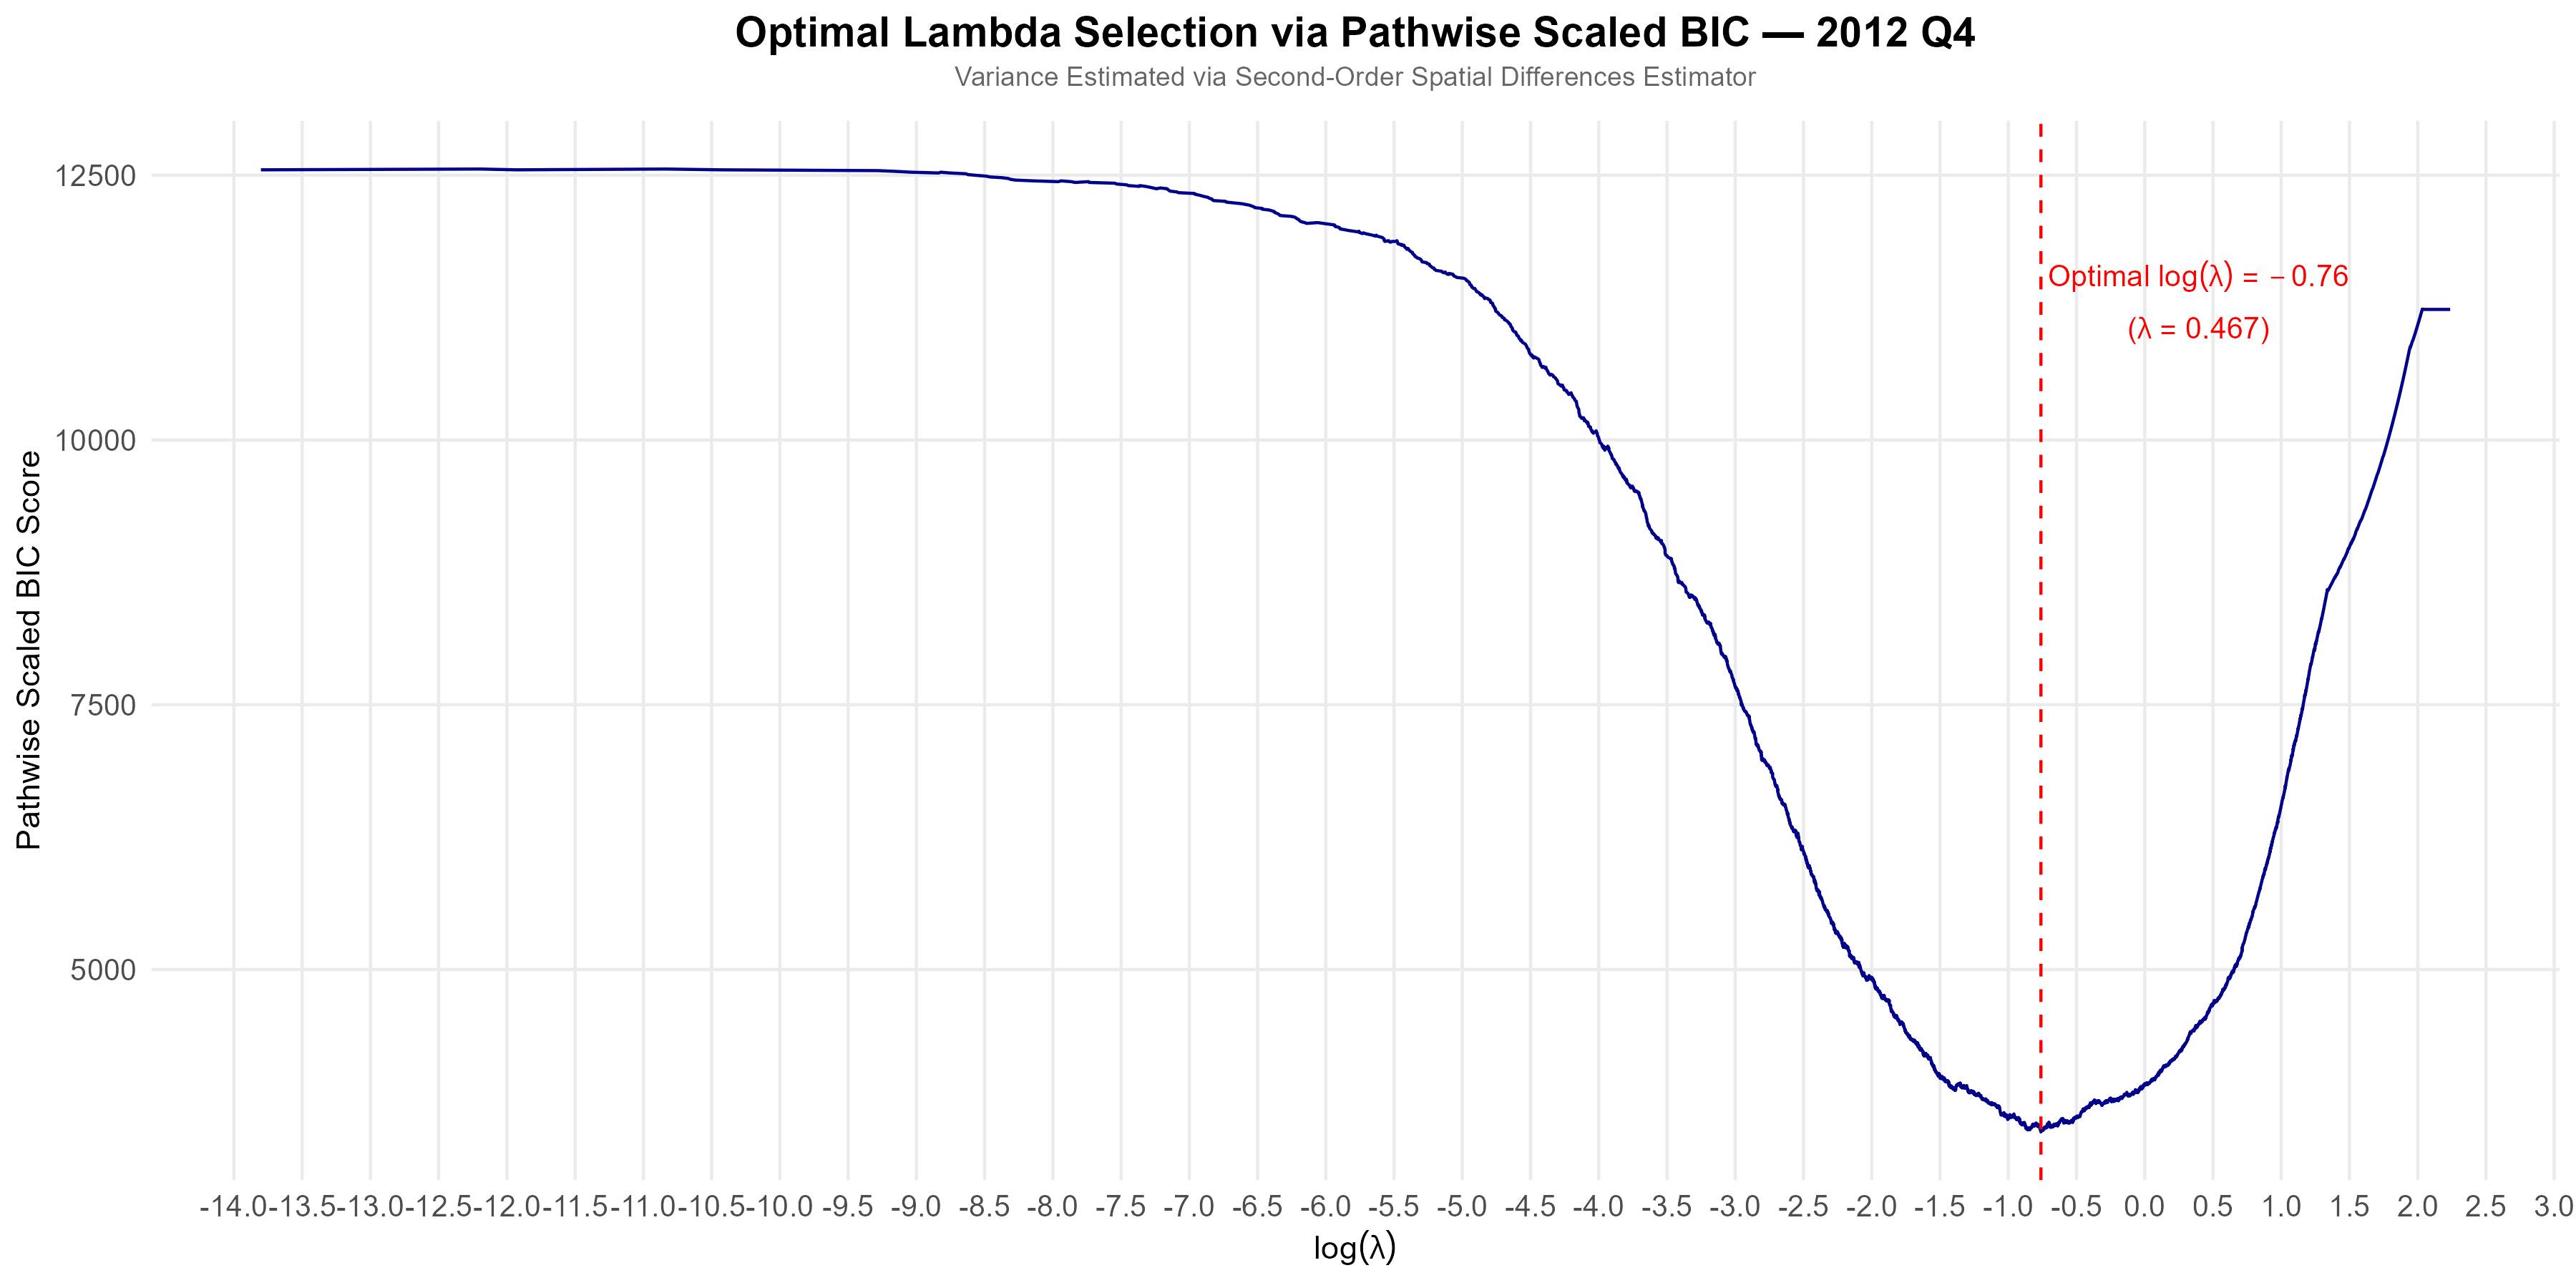 Optimal Lambda Selection via Pathwise Scaled BIC — 2012 Q4
Variance Estimated via Second-Order Spatial Differences Estimator
Pathwise Scaled BIC Score
12500
10000
7500
5000
Optimal log(λ) = −0.76
(λ = 0.467)
-14.0 -13.5 -13.0 -12.5 -12.0 -11.5 -11.0 -10.5 -10.0 -9.5 -9.0 -8.5 -8.0 -7.5 -7.0 -6.5 -6.0 -5.5 -5.0 -4.5 -4.0 -3.5 -3.0 -2.5 -2.0 -1.5 -1.0 -0.5 0.0 0.5 1.0 1.5 2.0 2.5 3.0
log(λ)